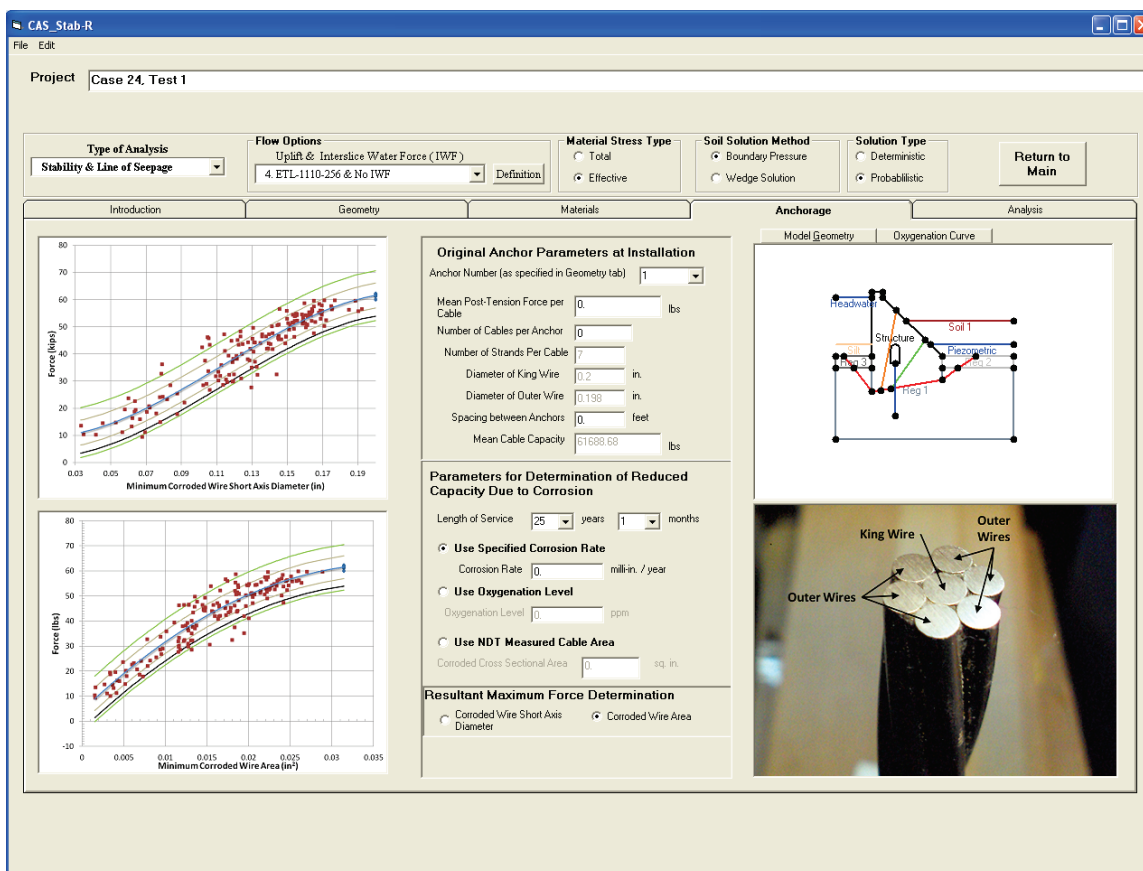 CAS_Stab-R
File Edit
Project Case 24, Test 1
Type of Analysis
Stability & Line of Seepage
Flow Options
Uplift & Interslice Water Force ( IWF )
4. ETL-1110-256 & No IWF
Definition
Material Stress Type
Total
Effective
Soil Solution Method
Boundary Pressure
Wedge Solution
Solution Type
Deterministic
Probablilistic
Return to
Main
Introduction Geometry Materials Anchorage Analysis
80
70
60
50
40
30
20
10
0
Force (kips)
0.03 0.05 0.07 0.09 0.11 0.13 0.15 0.17 0.19
Minimum Corroded Wire Short Axis Diameter (in)
80
70
60
50
40
30
20
10
0
-10
Force (lbs)
0 0.005 0.01 0.015 0.02 0.025 0.03 0.035
Minimum Corroded Wire Area (in²)
Original Anchor Parameters at Installation
Anchor Number (as specified in Geometry tab) 1
Mean Post-Tension Force per
Cable 0. lbs
Number of Cables per Anchor 0
Number of Strands Per Cable 7
Diameter of King Wire 0.2 in.
Diameter of Outer Wire 0.198 in.
Spacing between Anchors 0. feet
Mean Cable Capacity 61688.68 lbs
Parameters for Determination of Reduced
Capacity Due to Corrosion
Length of Service 25 years 1 months
Use Specified Corrosion Rate
Corrosion Rate 0. milli-in. / year
Use Oxygenation Level
Oxygenation Level 0. ppm
Use NDT Measured Cable Area
Corroded Cross Sectional Area 0. sq. in.
Resultant Maximum Force Determination
Corroded Wire Short Axis
Diameter
Corroded Wire Area
Model Geometry Oxygenation Curve
Headwater
Soil 1
Structure
Silt
Piezometric
Reg 3
Reg 2
Reg 1
King Wire
Outer
Wires
Outer Wires